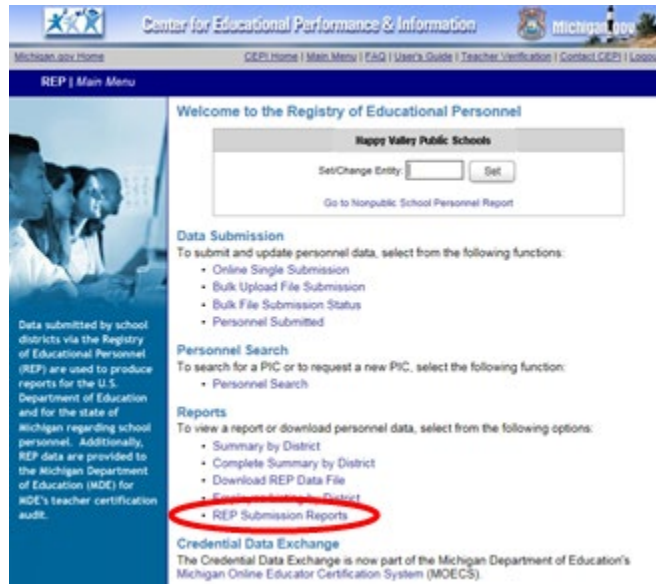 Center for Educational Performance & Information
michigan.gov
Michigan.gov Home
CEPI Home | Main Menu | FAQ | User's Guide | Teacher Verification | Contact CEPI | Logout
REP | Main Menu
Welcome to the Registry of Educational Personnel
Happy Valley Public Schools
Set/Change Entity:
Set
Go to Nonpublic School Personnel Report
Data Submission
To submit and update personnel data, select from the following functions:
• Online Single Submission
• Bulk Upload File Submission
• Bulk File Submission Status
• Personnel Submitted
Personnel Search
To search for a PIC or to request a new PIC, select the following function:
• Personnel Search
Reports
To view a report or download personnel data, select from the following options:
• Summary by District
• Complete Summary by District
• Download REP Data File
• by District
• REP Submission Reports
Credential Data Exchange
The Credential Data Exchange is now part of the Michigan Department of Education's
Michigan Online Educator Certification System (MOECS).
Data submitted by school
districts via the Registry
of Educational Personnel
(REP) are used to produce
reports for the U.S.
Department of Education
and for the state of
Michigan regarding school
personnel. Additionally,
REP data are provided to
the Michigan Department
of Education (MDE) for
MDE's teacher certification
audit.